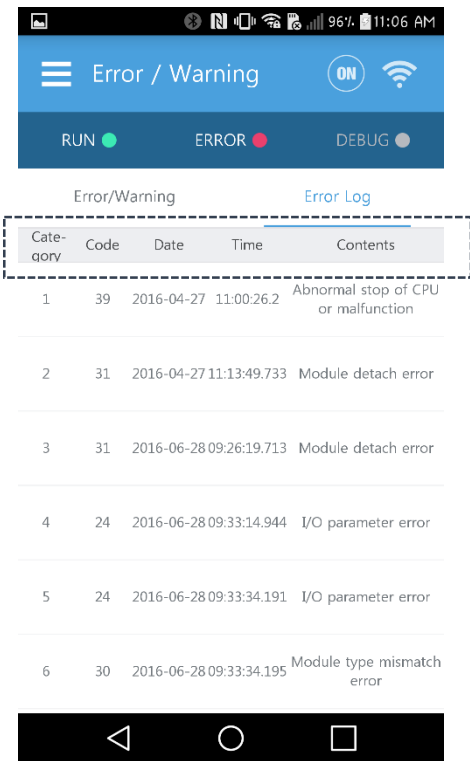 96% 11:06 AM
Error / Warning ON
RUN ERROR DEBUG
Error/Warning Error Log
Cate-
gory Code Date Time Contents
1 39 2016-04-27 11:00:26.2 Abnormal stop of CPU
or malfunction
2 31 2016-04-27 11:13:49.733 Module detach error
3 31 2016-06-28 09:26:19.713 Module detach error
4 24 2016-06-28 09:33:14.944 I/O parameter error
5 24 2016-06-28 09:33:34.191 I/O parameter error
6 30 2016-06-28 09:33:34.195 Module type mismatch
error